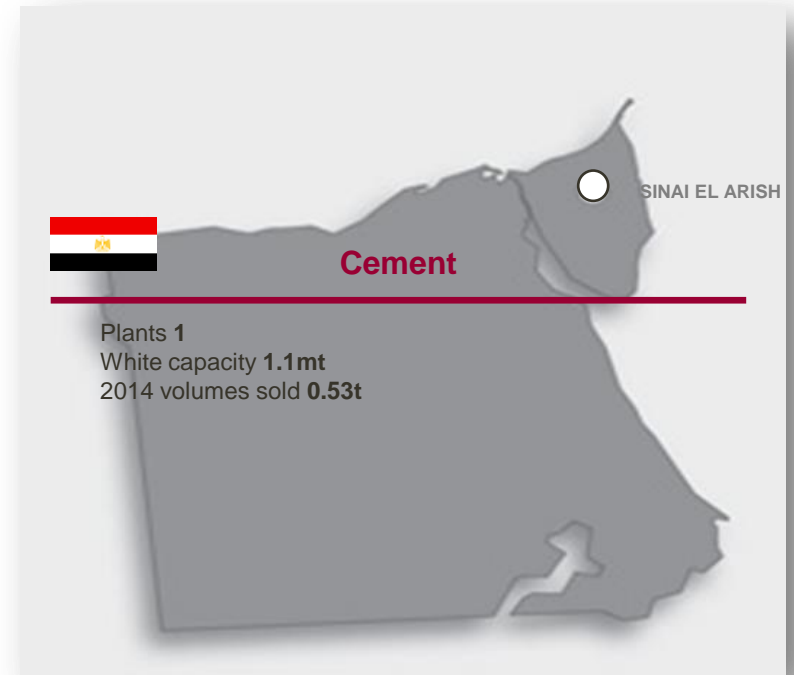 SINAI EL ARISH
Cement
Plants 1
White capacity 1.1mt
2014 volumes sold 0.53t